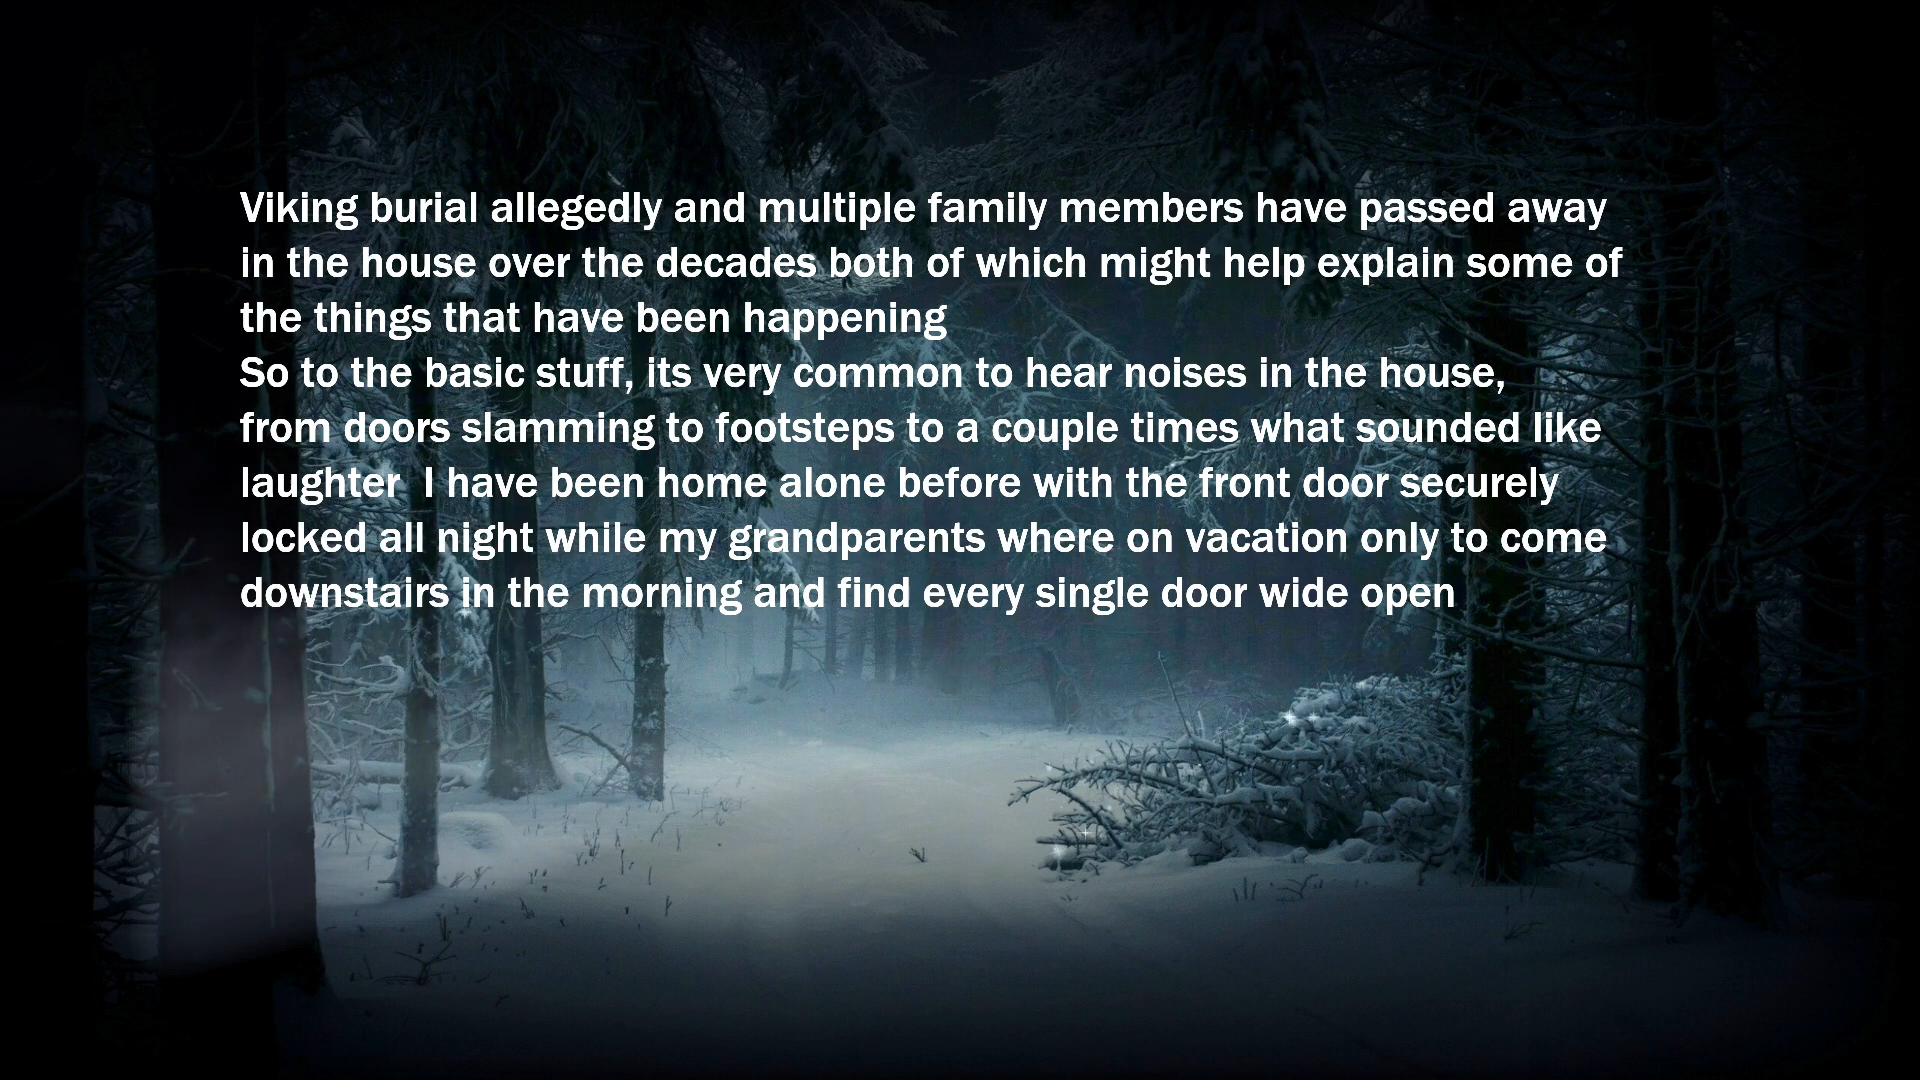 Viking burial allegedly and multiple family members have passed away
in the house over the decades both of which might help explain some of
the things that have been happening
So to the basic stuff, its very common to hear noises in the house,
from doors slamming to footsteps to a couple times what sounded like
laughter  I have been home alone before with the front door securely
locked all night while my grandparents where on vacation only to come
downstairs in the morning and find every single door wide open